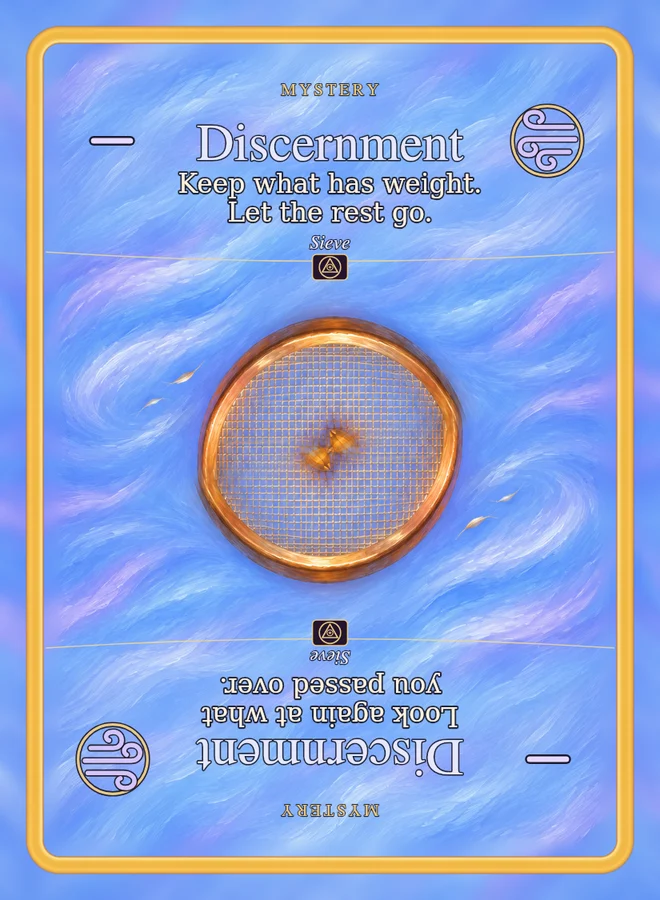 MYSTERY
Discernment
Keep what has weight.
Let the rest go.
Sieve
MYSTERY
Discernment
Look again at what
you passed over.
Sieve